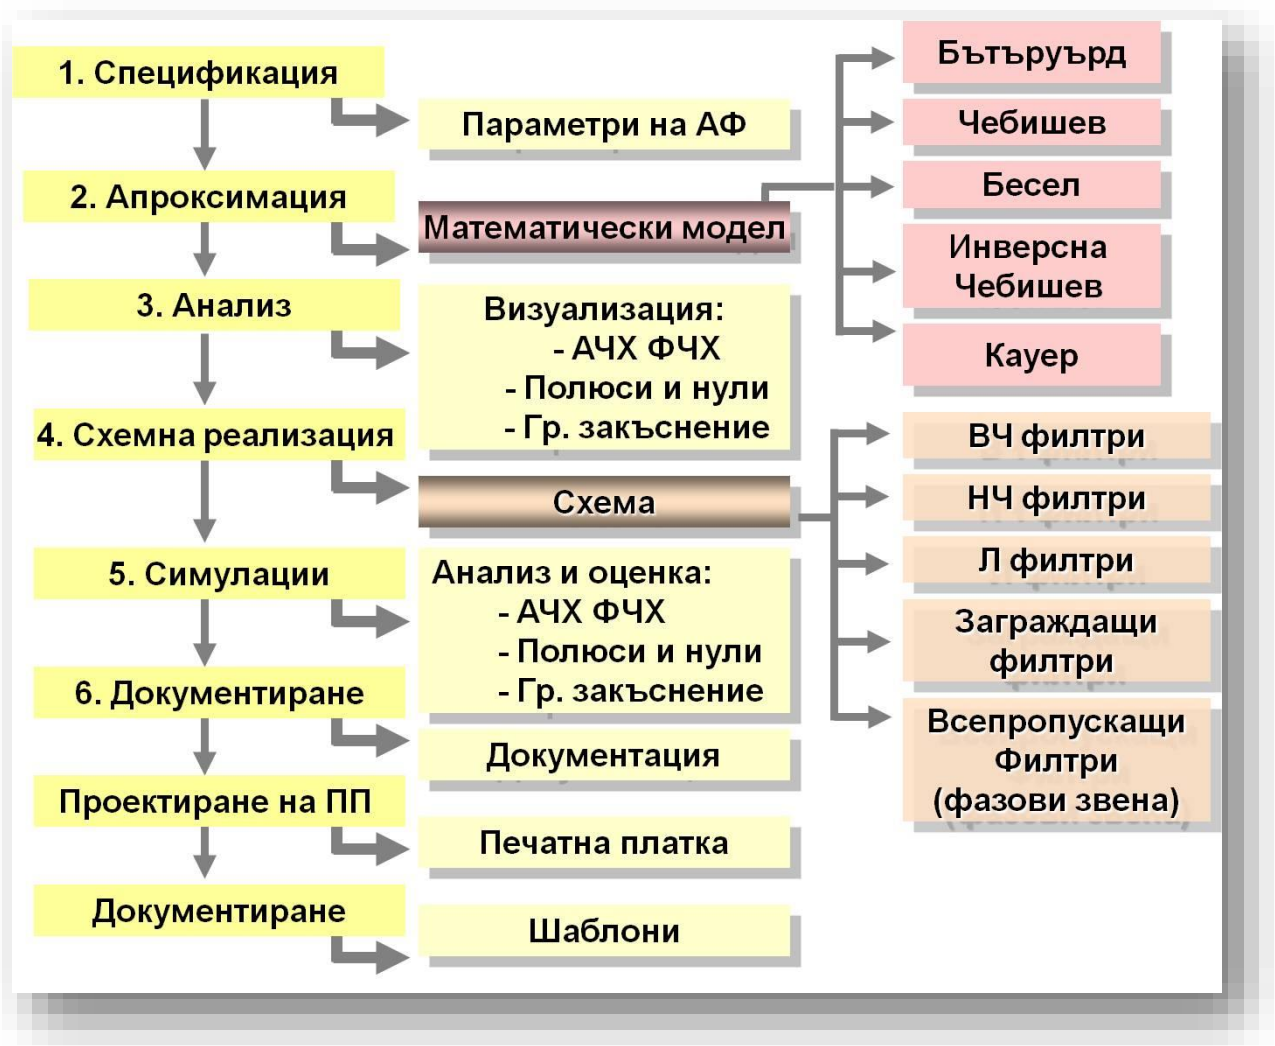 1. Спецификация
Параметри на АФ
2. Апроксимация
Математически модел
3. Анализ
Визуализация:
- АЧХ ФЧХ
- Полюси и нули
- Гр. закъснение
4. Схемна реализация
Схема
5. Симулации
Анализ и оценка:
- АЧХ ФЧХ
- Полюси и нули
- Гр. закъснение
6. Документиране
Документация
Проектиране на ПП
Печатна платка
Документиране
Шаблони
Бътъруърд
Чебишев
Бесел
Инверсна
Чебишев
Кауер
ВЧ филтри
НЧ филтри
Л филтри
Заграждащи
филтри
Всепропускащи
Филтри
(фазови звена)